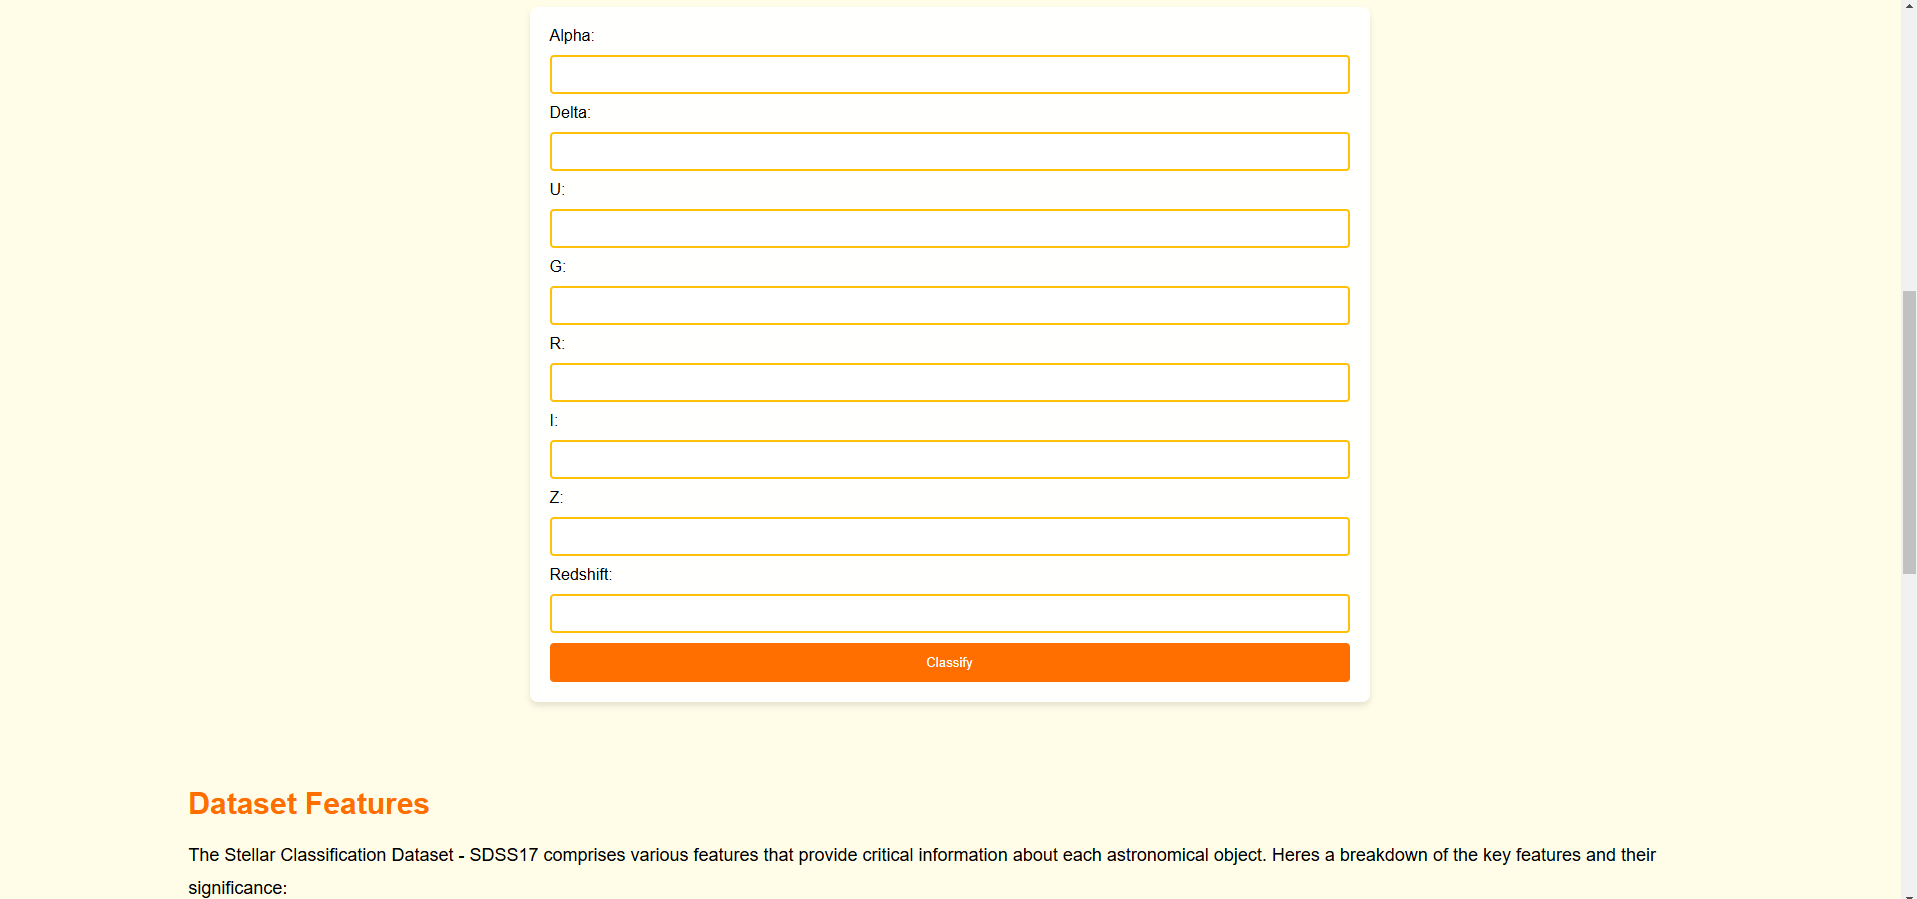 Alpha:
Delta:
U:
G:
R:
I:
Z:
Redshift:
Classify
Dataset Features
The Stellar Classification Dataset - SDSS17 comprises various features that provide critical information about each astronomical object. Heres a breakdown of the key features and their
significance: